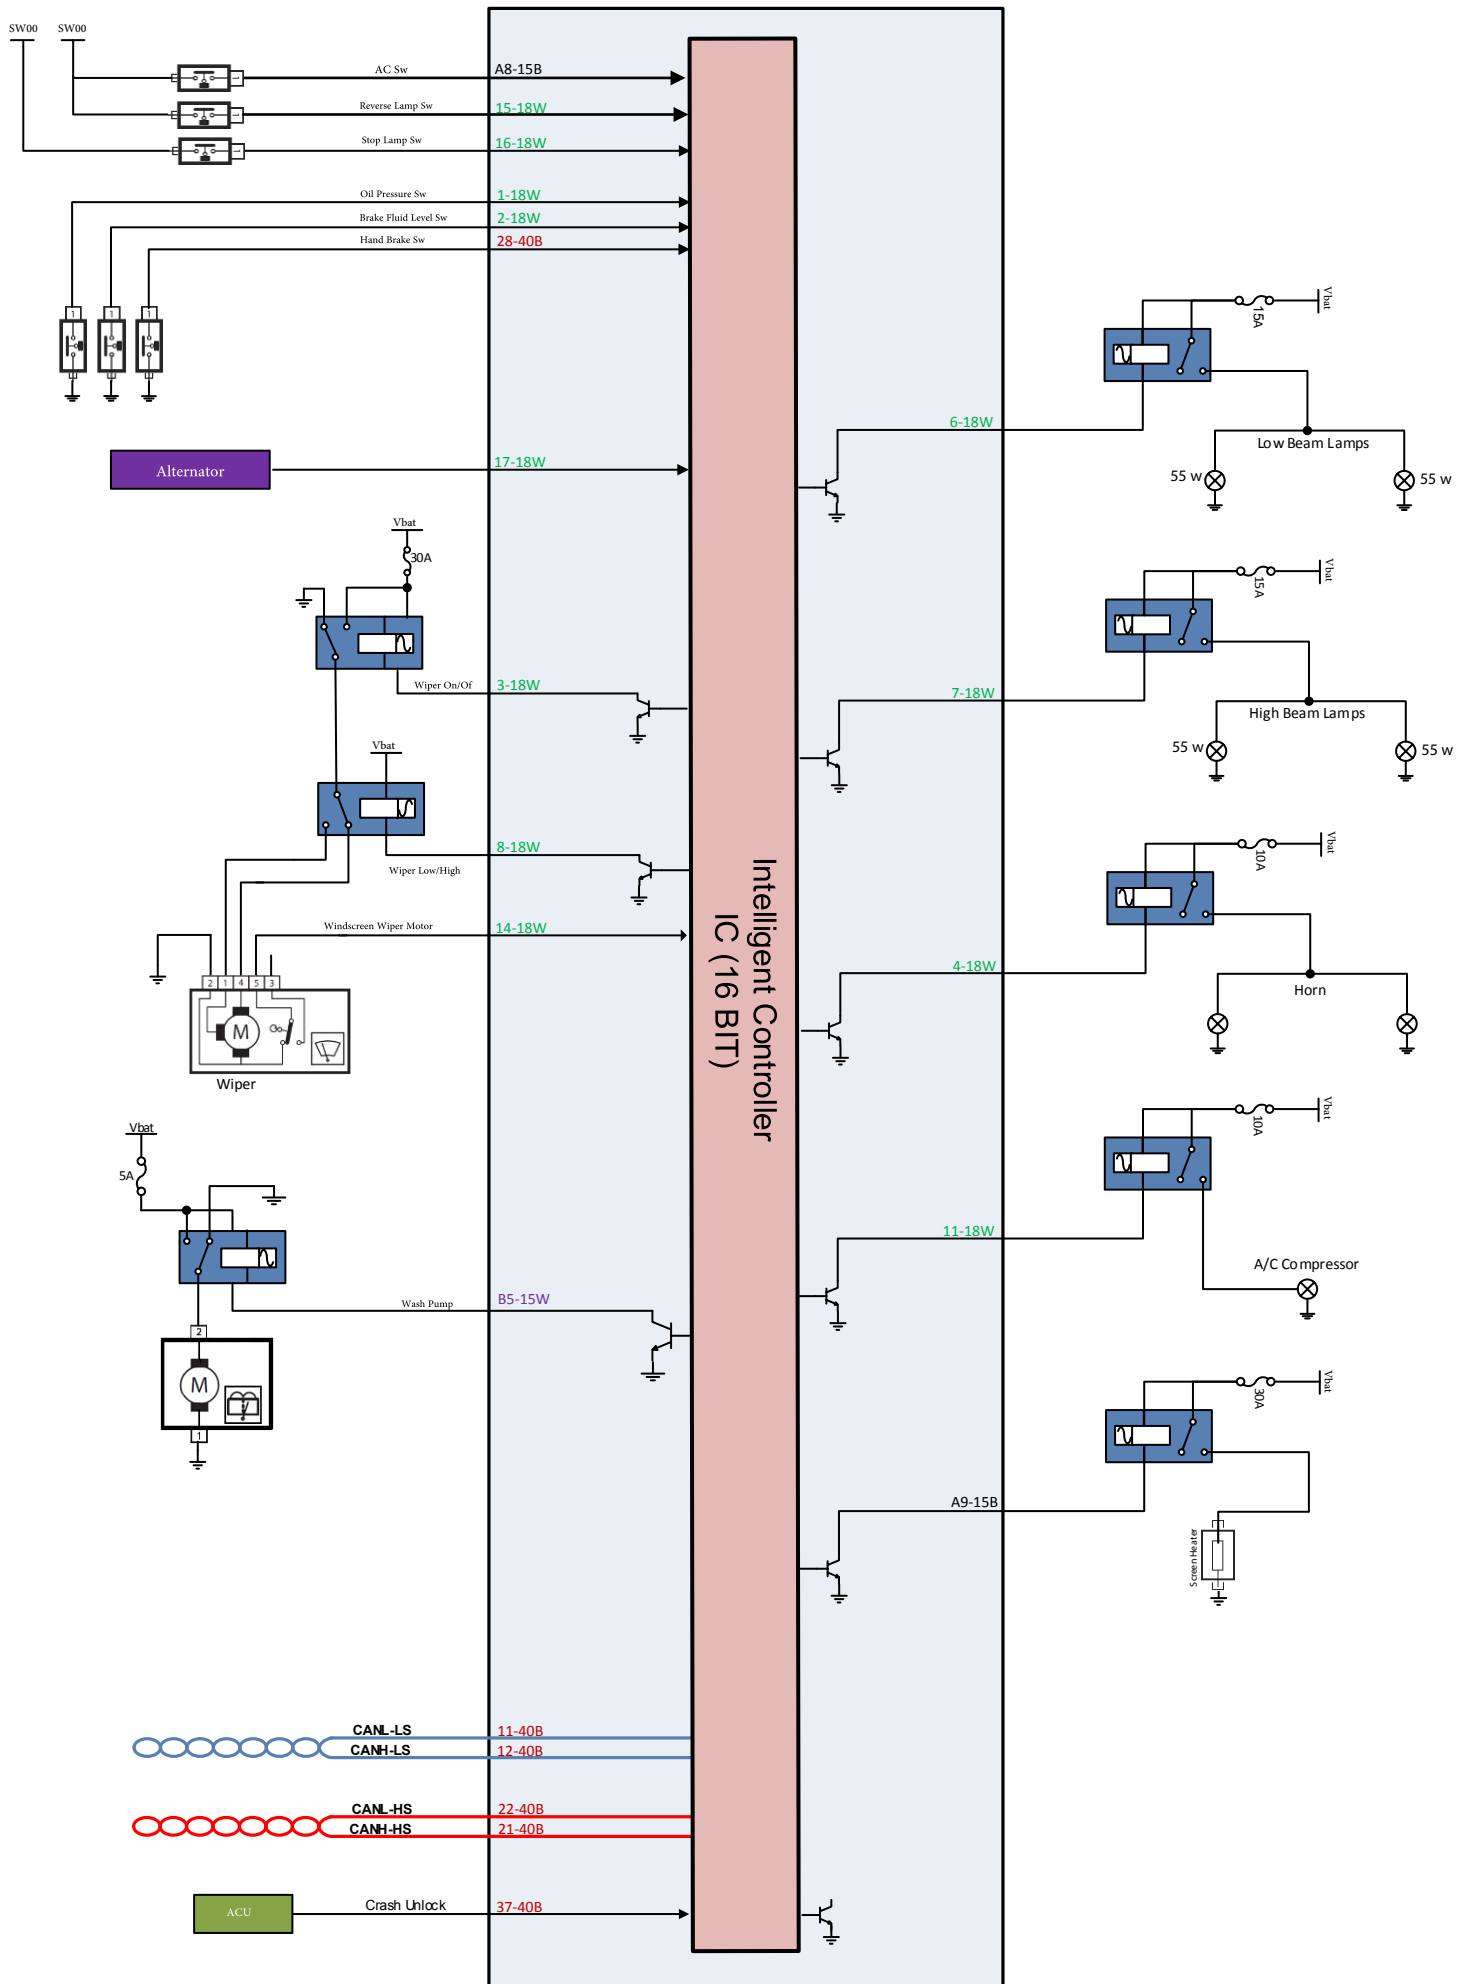 SW00 SW00
AC Sw A8-15B
Reverse Lamp Sw 15-18W
Stop Lamp Sw 16-18W
Oil Pressure Sw 1-18W
Brake Fluid Level Sw 2-18W
Hand Brake Sw 28-40B
1 1 1
Alternator 17-18W
Vbat
30A
Wiper On/Of 3-18W
Vbat
8-18W
Wiper Low/High
Windscreen Wiper Motor 14-18W
2 1 4 5 3
M
Wiper
Vbat
5A
Wash Pump B5-15W
2
M
1
CANL-LS 11-40B
CANH-LS 12-40B
CANL-HS 22-40B
CANH-HS 21-40B
ACU Crash Unlock 37-40B
Intelligent Controller
IC (16 BIT)
Vbat
15A
6-18W
Low Beam Lamps
55 w 55 w
Vbat
15A
7-18W
High Beam Lamps
55 w 55 w
Vbat
10A
4-18W
Horn
Vbat
10A
11-18W
A/C Compressor
Vbat
30A
A9-15B
Screen Heater